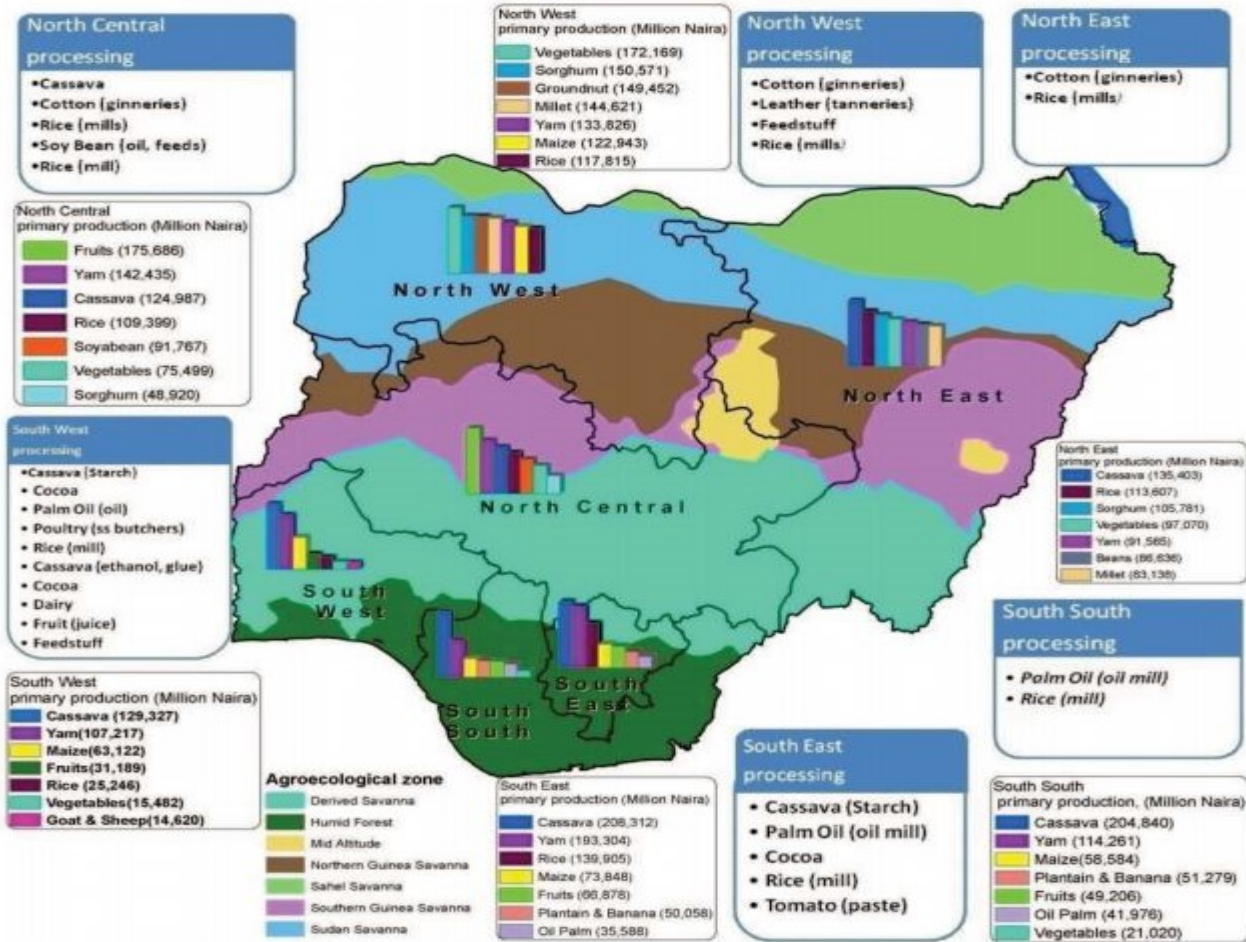 North Central
processing
•Cassava
•Cotton (ginneries)
•Rice (mills)
•Soy Bean (oil, feeds)
•Rice (mill)
North West
primary production (Million Naira)
Vegetables (172,169)
Sorghum (150,571)
Groundnut (149,452)
Millet (144,621)
Yam (133,826)
Maize (122,943)
Rice (117,815)
North West
processing
•Cotton (ginneries)
•Leather (tanneries)
•Feedstuff
•Rice (mills)
North East
processing
•Cotton (ginneries)
•Rice (mills)
North Central
primary production (Million Naira)
Fruits (175,686)
Yam (142,435)
Cassava (124,987)
Rice (109,399)
Soyabean (91,767)
Vegetables (75,499)
Sorghum (48,920)
North West
North East
North Central
South
West
South
East
South
South
South West
processing
•Cassava (Starch)
• Cocoa
• Palm Oil (oil)
• Poultry (ss butchers)
• Rice (mill)
• Cassava (ethanol, glue)
• Cocoa
• Dairy
• Fruit (juice)
• Feedstuff
North East
primary production (Million Naira)
Cassava (135,403)
Rice (113,607)
Sorghum (105,781)
Vegetables (97,070)
Yam (91,565)
Beans (86,636)
Millet (83,138)
South South
processing
• Palm Oil (oil mill)
• Rice (mill)
South West
primary production (Million Naira)
Cassava (129,327)
Yam(107,217)
Maize(63,122)
Fruits(31,189)
Rice (25,246)
Vegetables(15,482)
Goat & Sheep(14,620)
Agroecological zone
Derived Savanna
Humid Forest
Mid Altitude
Northern Guinea Savanna
Sahel Savanna
Southern Guinea Savanna
Sudan Savanna
South East
primary production (Million Naira)
Cassava (208,312)
Yam (193,304)
Rice (139,905)
Maize (73,848)
Fruits (66,878)
Plantain & Banana (50,058)
Oil Palm (35,588)
South East
processing
• Cassava (Starch)
• Palm Oil (oil mill)
• Cocoa
• Rice (mill)
• Tomato (paste)
South South
primary production, (Million Naira)
Cassava (204,840)
Yam (114,261)
Maize(58,584)
Plantain & Banana (51,279)
Fruits (49,206)
Oil Palm (41,976)
Vegetables (21,020)